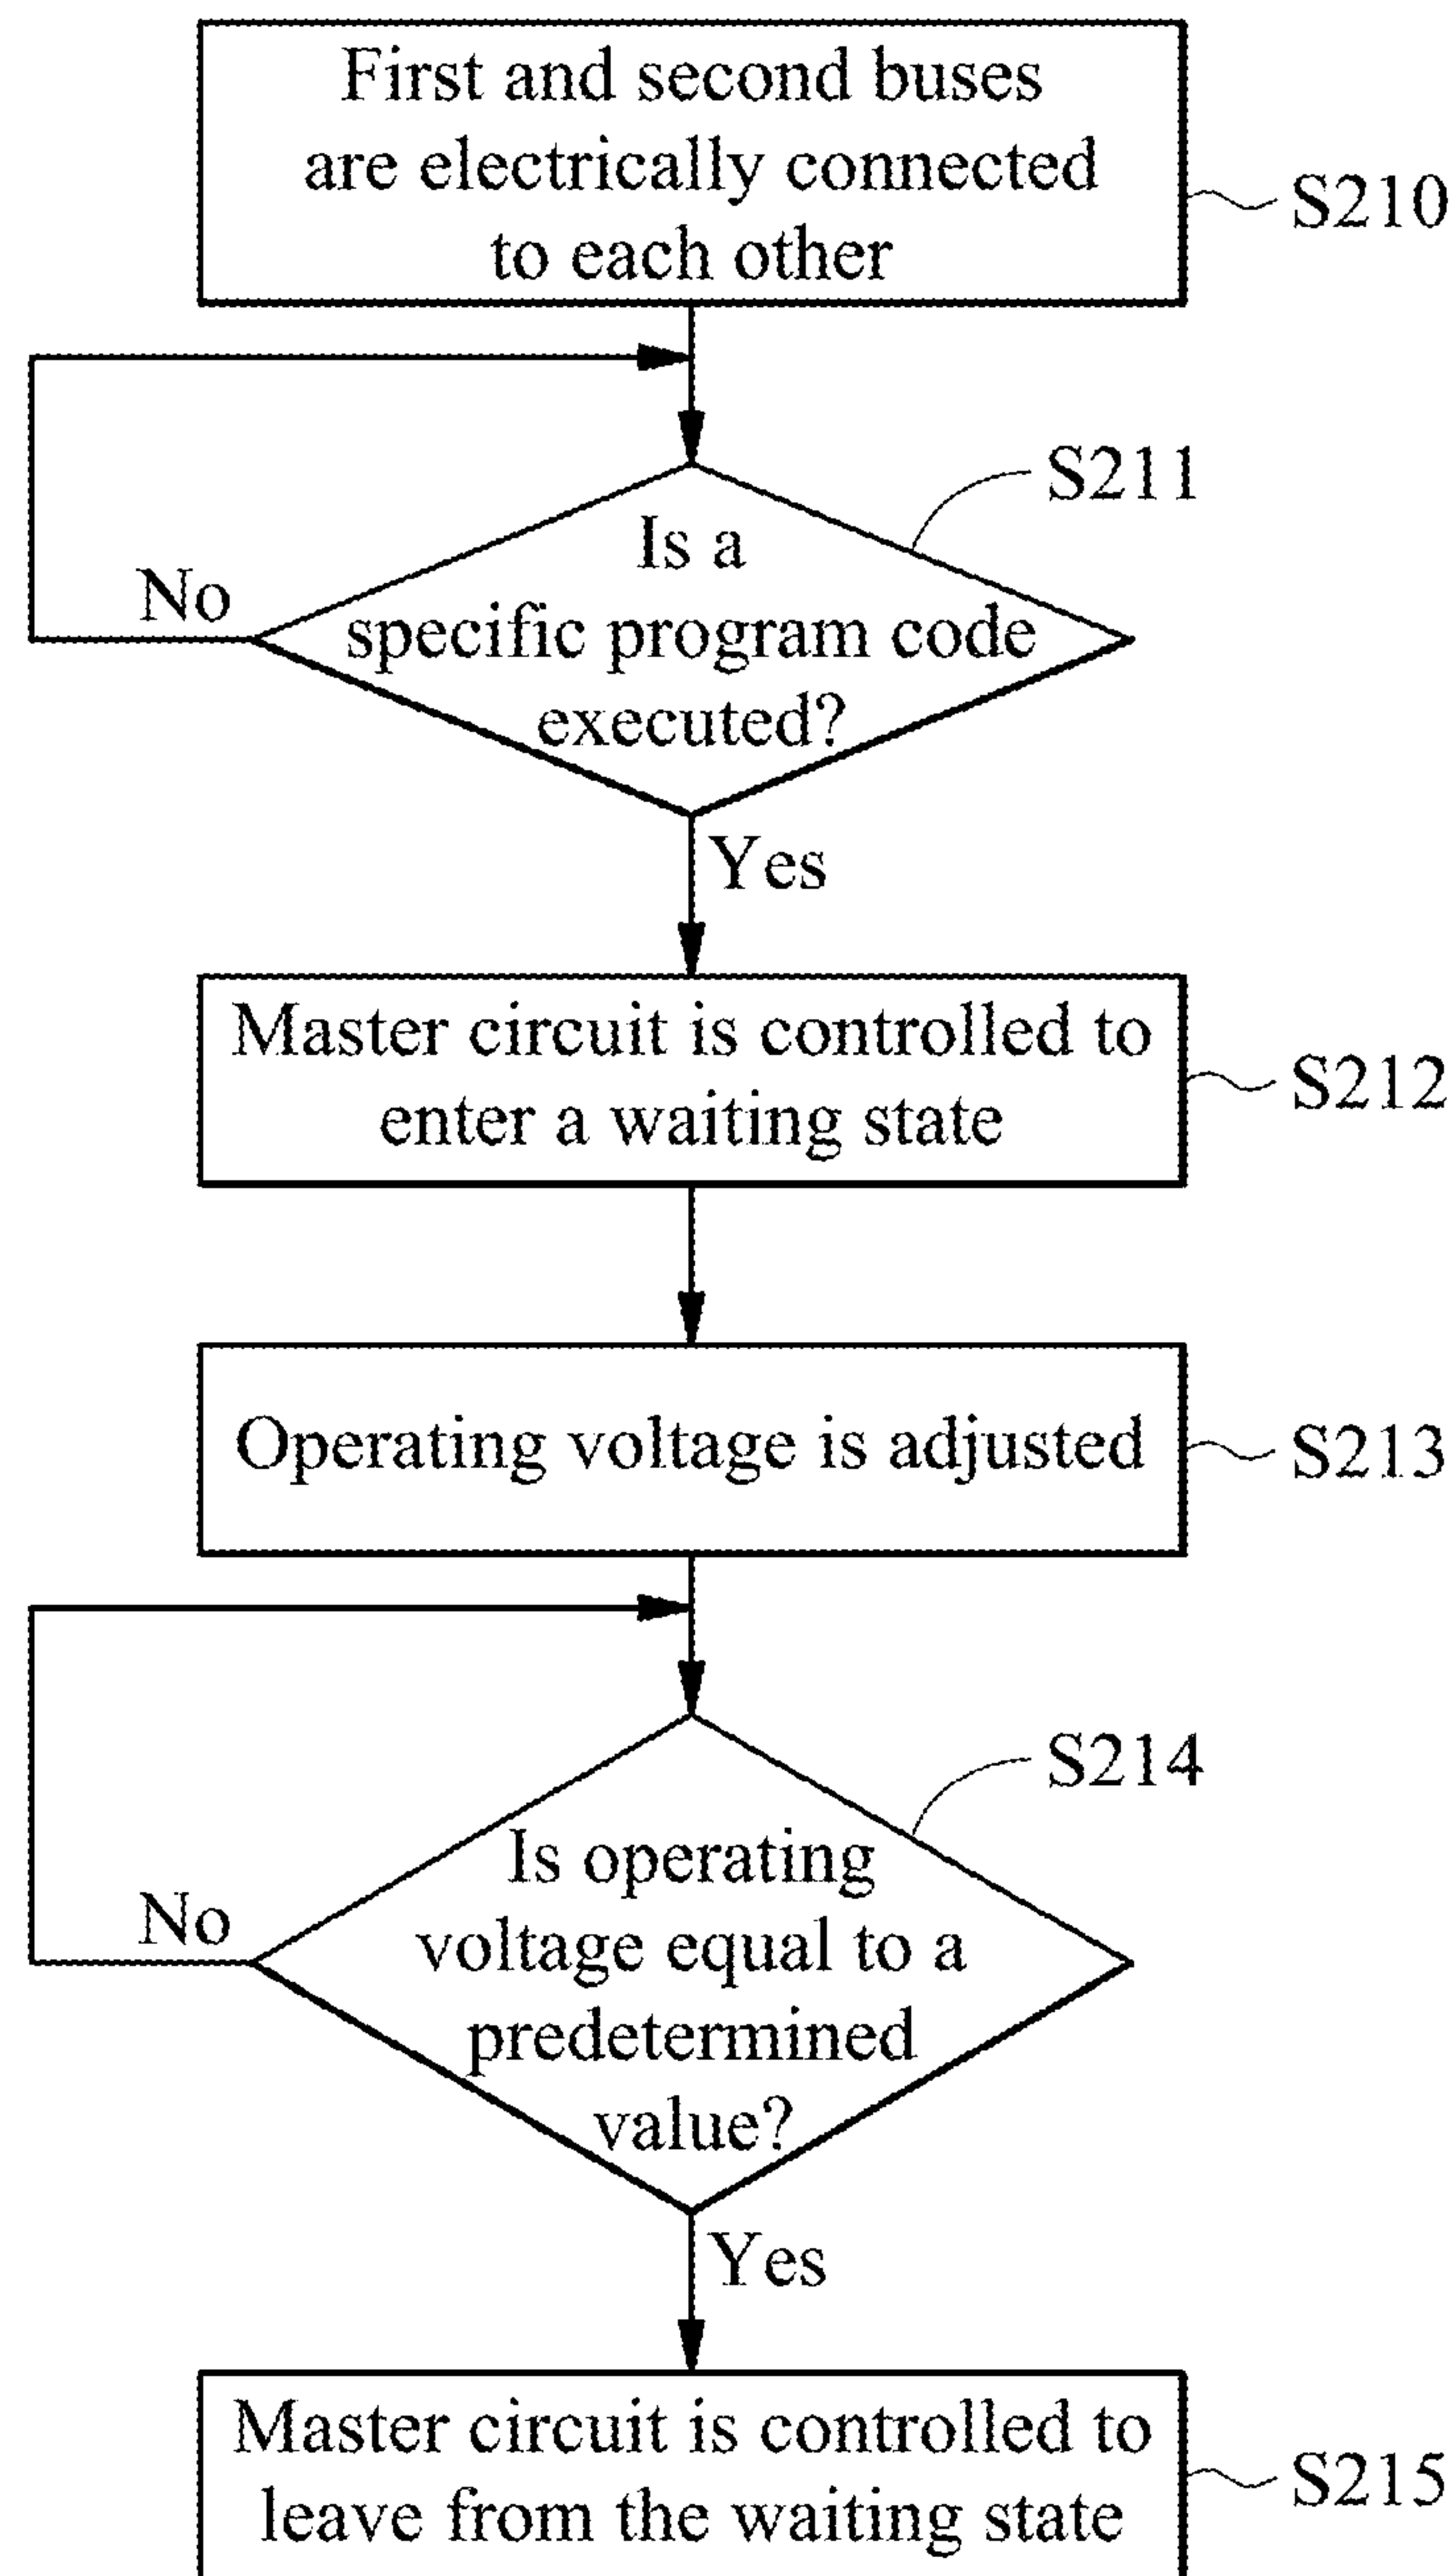 First and second buses
are electrically connected
to each other
S210
S211
Is a
specific program code
executed?
No
Yes
Master circuit is controlled to
enter a waiting state
S212
Operating voltage is adjusted
S213
S214
Is operating
voltage equal to a
predetermined
value?
No
Yes
Master circuit is controlled to
leave from the waiting state
S215